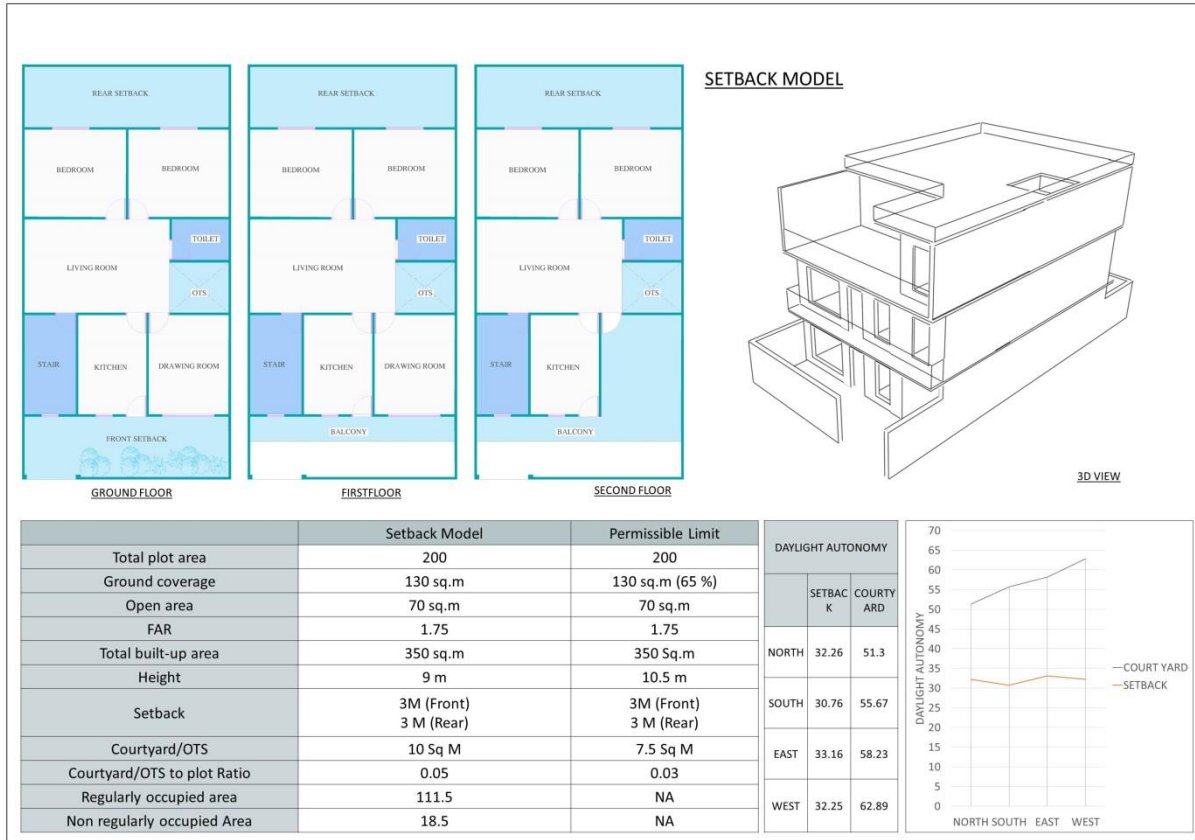 SETBACK MODEL
REAR SETBACK
BEDROOM
BEDROOM
TOILET
LIVING ROOM
OTS
STAIR
KITCHEN
DRAWING ROOM
FRONT SETBACK
GROUND FLOOR
REAR SETBACK
BEDROOM
BEDROOM
TOILET
LIVING ROOM
OTS
STAIR
KITCHEN
DRAWING ROOM
BALCONY
FIRSTFLOOR
REAR SETBACK
BEDROOM
BEDROOM
TOILET
LIVING ROOM
OTS
STAIR
KITCHEN
BALCONY
SECOND FLOOR
3D VIEW
Setback Model Permissible Limit
Total plot area 200 200
Ground coverage 130 sq.m 130 sq.m (65 %)
Open area 70 sq.m 70 sq.m
FAR 1.75 1.75
Total built-up area 350 sq.m 350 Sq.m
Height 9 m 10.5 m
Setback 3M (Front) 3M (Front)
3 M (Rear) 3 M (Rear)
Courtyard/OTS 10 Sq M 7.5 Sq M
Courtyard/OTS to plot Ratio 0.05 0.03
Regularly occupied area 111.5 NA
Non regularly occupied Area 18.5 NA
DAYLIGHT AUTONOMY
SETBAC COURTY
K ARD
NORTH 32.26 51.3
SOUTH 30.76 55.67
EAST 33.16 58.23
WEST 32.25 62.89
70
65
60
55
50
45
40
35
30
25
20
15
10
5
0
DAYLIGHT AUTONOMY
NORTH SOUTH EAST WEST
COURT YARD
SETBACK